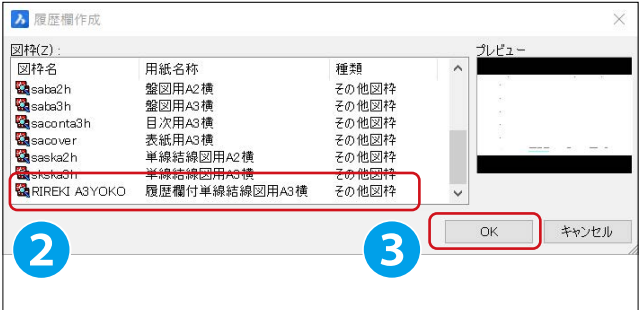 履歴欄作成
図枠(Z):
プレビュー
図枠名 用紙名称 種類
saba2h 盤図用A2横 その他図枠
saba3h 盤図用A3横 その他図枠
saconta3h 目次用A3横 その他図枠
sacover 表紙用A3横 その他図枠
saska2h 単線結線図用A2横 その他図枠
skska3h 単線結線図用A3横 その他図枠
RIREKI A3YOKO 履歴欄付単線結線図用A3横 その他図枠
2
3
OK キャンセル